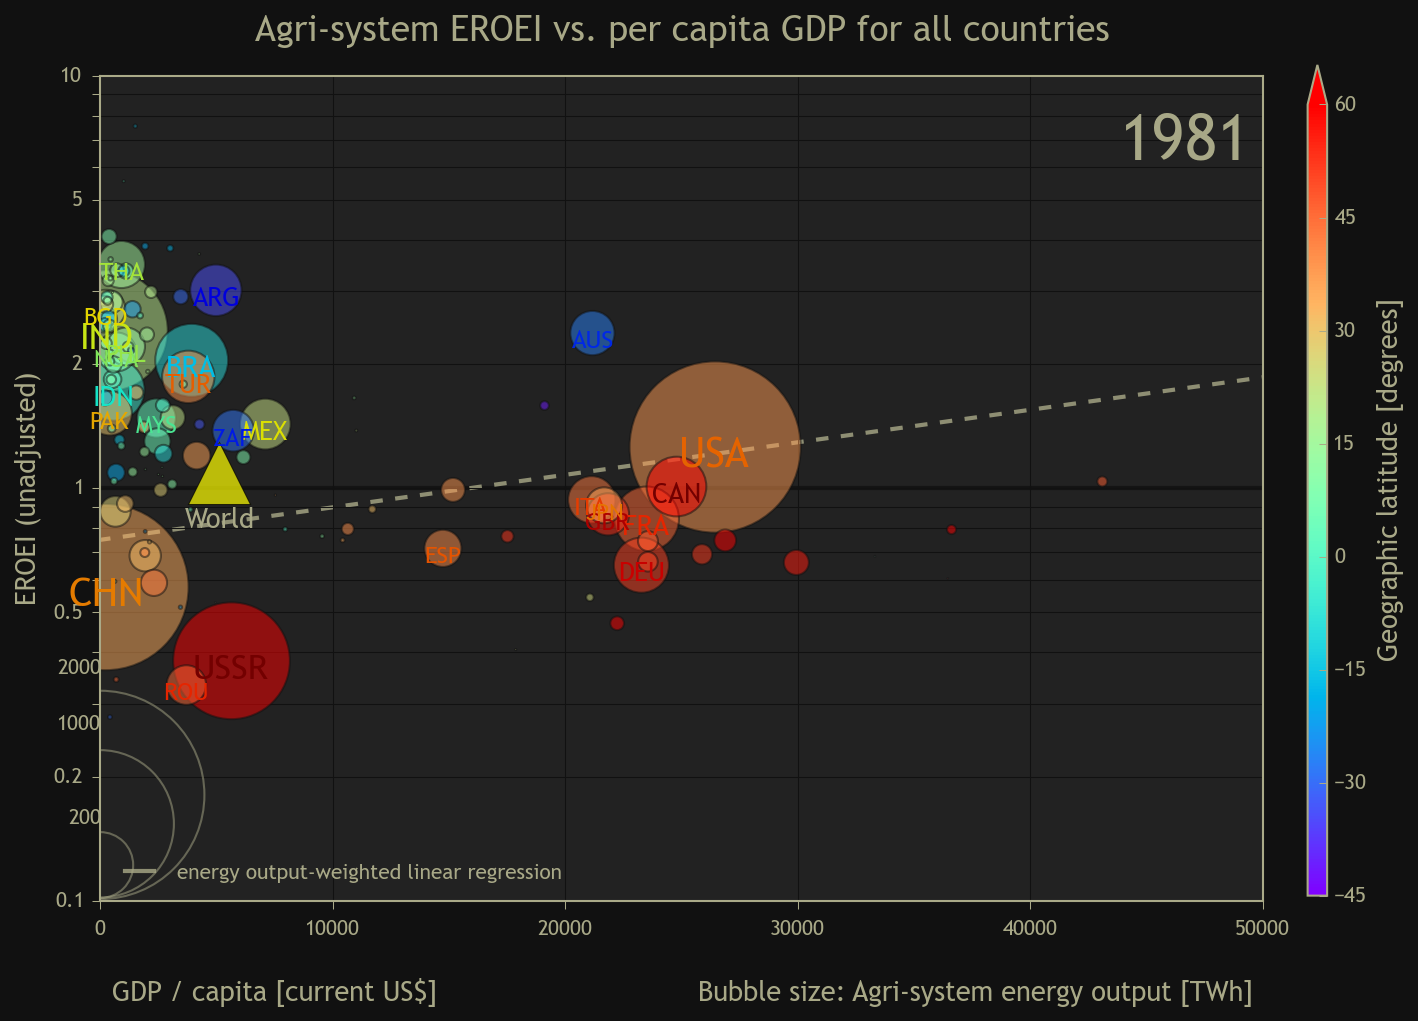 Agri-system EROEI vs. per capita GDP for all countries
1981
EROEI (unadjusted)
10
5
2
1
0.5
0.2
0.1
2000
1000
200
THA
ARG
BGD
IND
BRA
TUR
IDN
PAK
MYS
ZAF
MEX
World
AUS
USA
CAN
ITA
GBR
FRA
DEU
ESP
CHN
USSR
ROU
energy output-weighted linear regression
0
10000
20000
30000
40000
50000
GDP / capita [current US$]
Bubble size: Agri-system energy output [TWh]
60
45
30
15
0
−15
−30
−45
Geographic latitude [degrees]